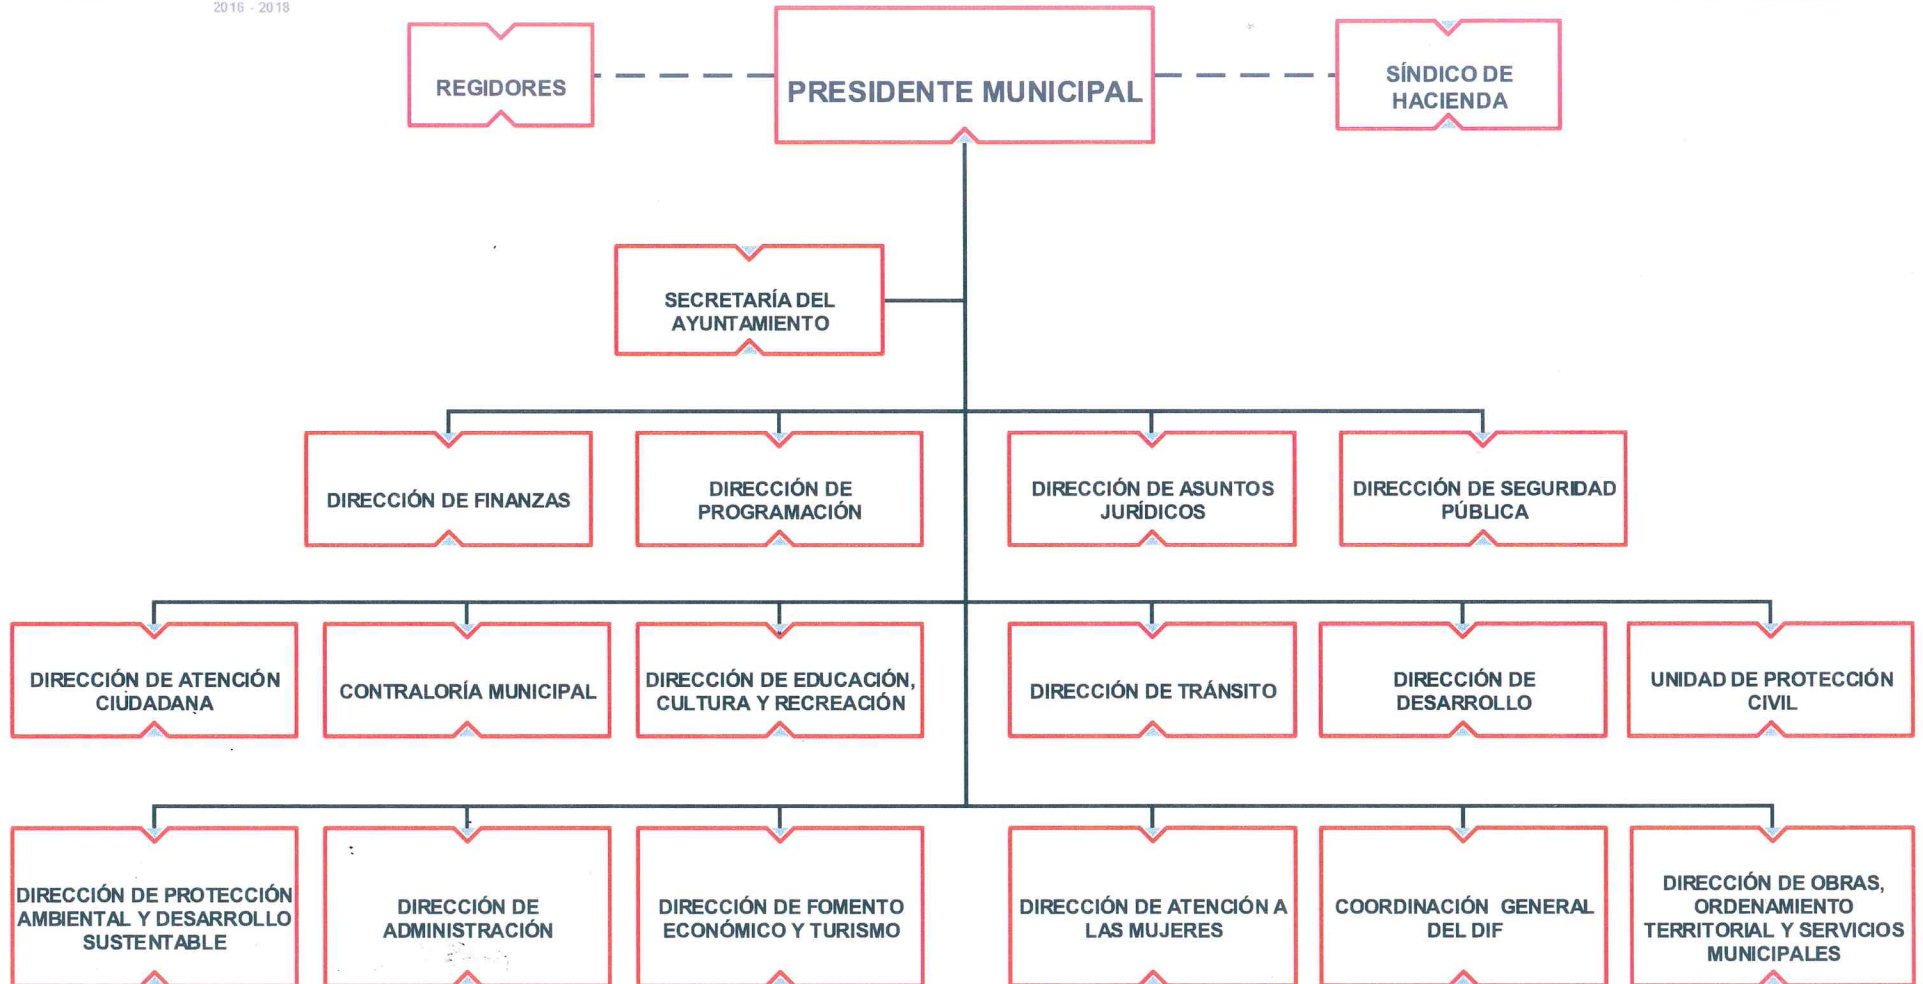 2016 - 2018
REGIDORES
PRESIDENTE MUNICIPAL
SÍNDICO DE
HACIENDA
SECRETARÍA DEL
AYUNTAMIENTO
DIRECCIÓN DE FINANZAS
DIRECCIÓN DE
PROGRAMACIÓN
DIRECCIÓN DE ASUNTOS
JURÍDICOS
DIRECCIÓN DE SEGURIDAD
PÚBLICA
DIRECCIÓN DE ATENCIÓN
CIUDADANA
CONTRALORÍA MUNICIPAL
DIRECCIÓN DE EDUCACIÓN,
CULTURA Y RECREACIÓN
DIRECCIÓN DE TRÁNSITO
DIRECCIÓN DE
DESARROLLO
UNIDAD DE PROTECCIÓN
CIVIL
DIRECCIÓN DE PROTECCIÓN
AMBIENTAL Y DESARROLLO
SUSTENTABLE
DIRECCIÓN DE
ADMINISTRACIÓN
DIRECCIÓN DE FOMENTO
ECONÓMICO Y TURISMO
DIRECCIÓN DE ATENCIÓN A
LAS MUJERES
COORDINACIÓN GENERAL
DEL DIF
DIRECCIÓN DE OBRAS,
ORDENAMIENTO
TERRITORIAL Y SERVICIOS
MUNICIPALES